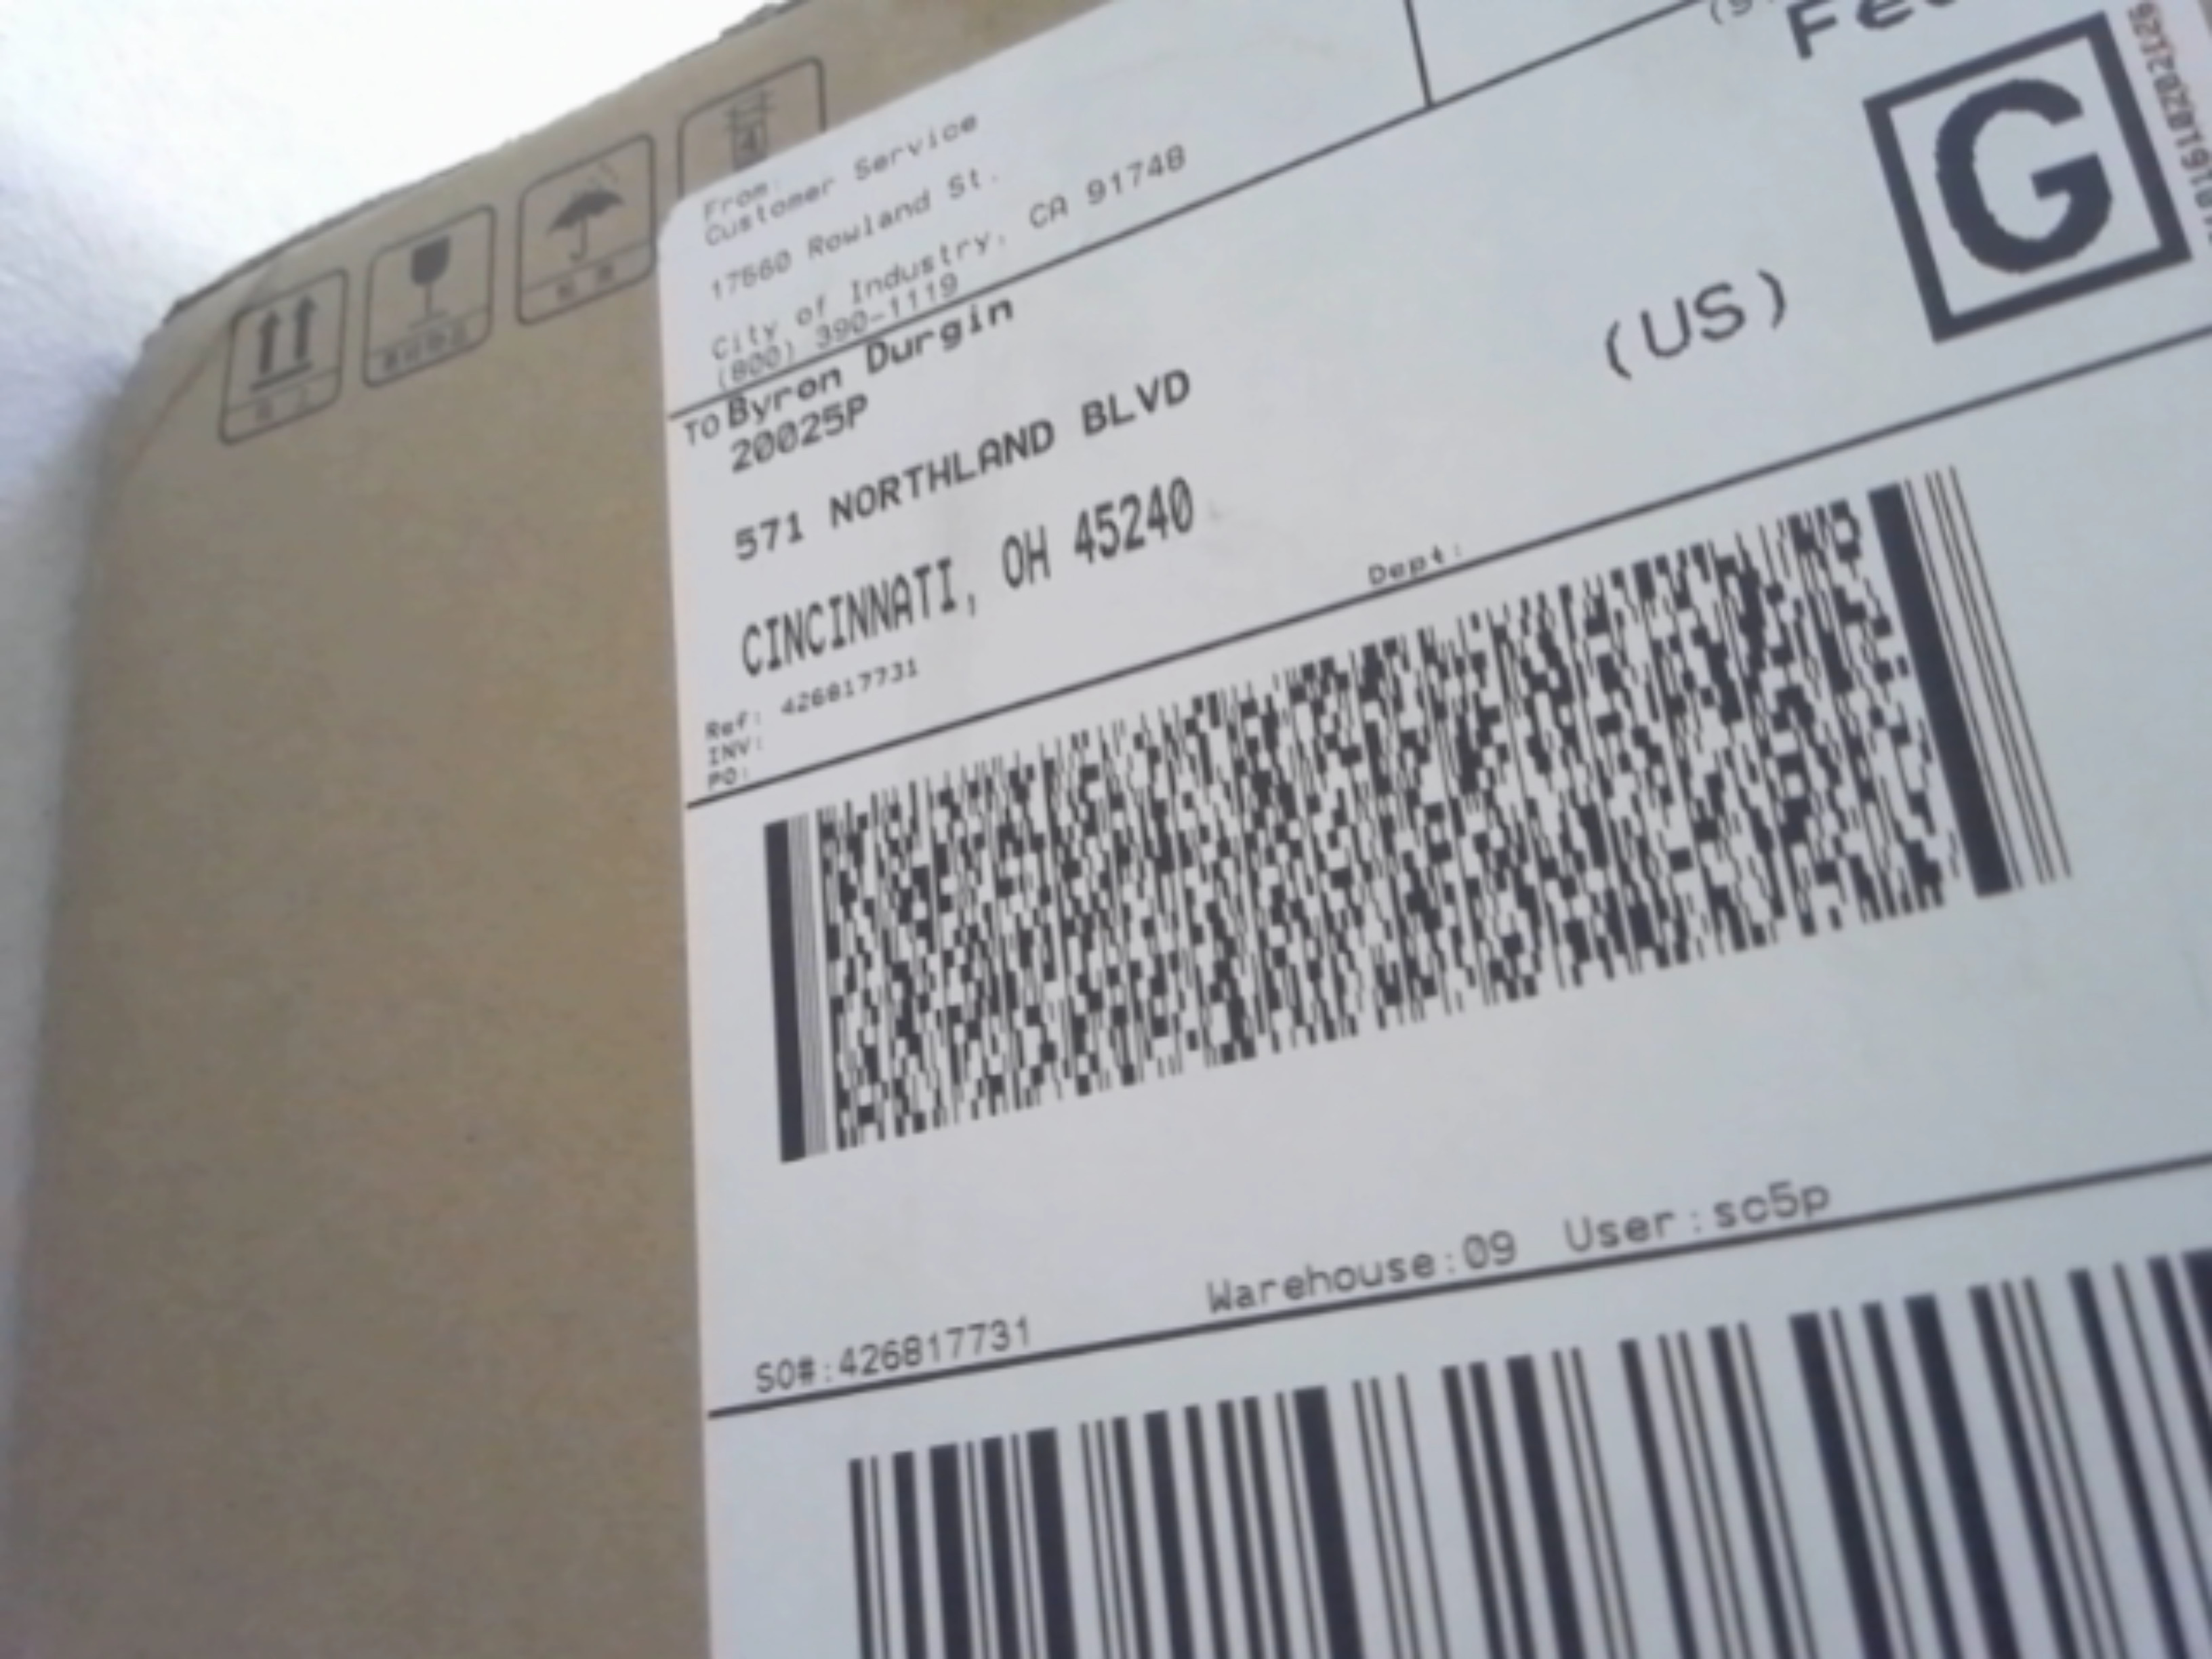 From:
Customer Service
17560 Rowland St.
City of Industry, CA 91748
(800) 390-1119
G
TO Byron Durgin
20025P
571 NORTHLAND BLVD
(US)
CINCINNATI, OH 45240
Ref: 426817731
INV:
PO:
Dept:
SO#:426817731 Warehouse:09 User:sc5p